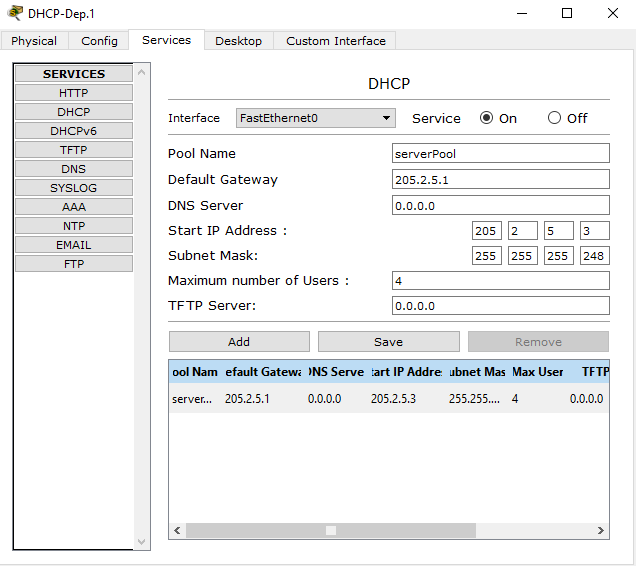 DHCP-Dep.1
Physical Config Services Desktop Custom Interface
SERVICES
HTTP
DHCP
DHCPv6
TFTP
DNS
SYSLOG
AAA
NTP
EMAIL
FTP
DHCP
Interface FastEthernet0 Service On Off
Pool Name serverPool
Default Gateway 205.2.5.1
DNS Server 0.0.0.0
Start IP Address : 205 2 5 3
Subnet Mask: 255 255 255 248
Maximum number of Users : 4
TFTP Server: 0.0.0.0
Add Save Remove
ool Nam efault Gatewa NS Serve tart IP Addre ubnet Mas Max User TFTP
server... 205.2.5.1 0.0.0.0 205.2.5.3 255.255.... 4 0.0.0.0